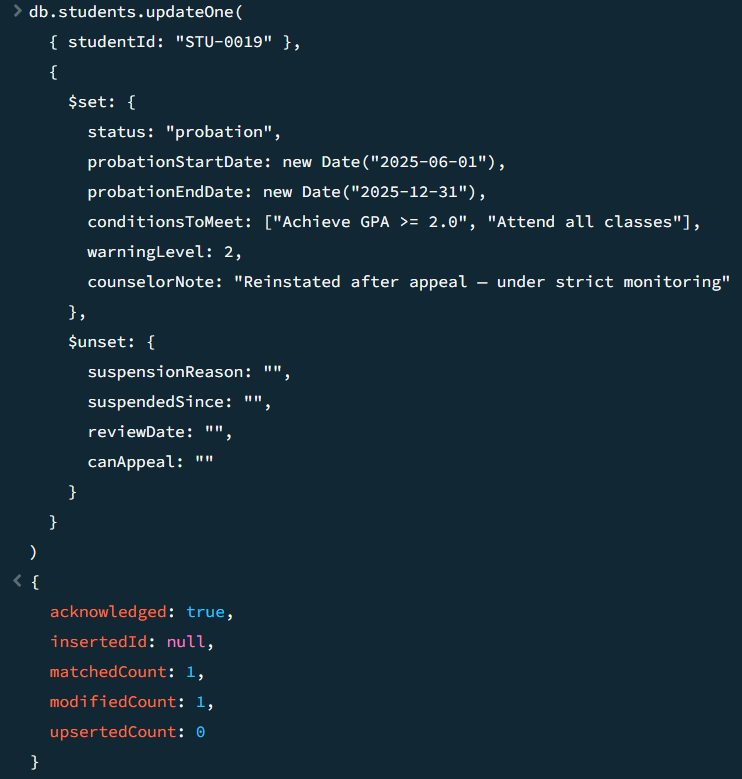 > db.students.updateOne(
{ studentId: "STU-0019" },
{
$set: {
status: "probation",
probationStartDate: new Date("2025-06-01"),
probationEndDate: new Date("2025-12-31"),
conditionsToMeet: ["Achieve GPA >= 2.0", "Attend all classes"],
warningLevel: 2,
counselorNote: "Reinstated after appeal — under strict monitoring"
},
$unset: {
suspensionReason: "",
suspendedSince: "",
reviewDate: "",
canAppeal: ""
}
}
)
< {
acknowledged: true,
insertedId: null,
matchedCount: 1,
modifiedCount: 1,
upsertedCount: 0
}